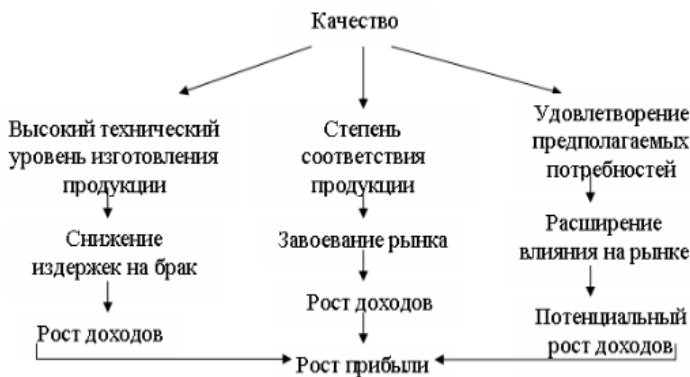 Качество
Высокий технический
уровень изготовления
продукции
Степень
соответствия
продукции
Удовлетворение
предполагаемых
потребностей
Снижение
издержек на брак
Завоевание рынка
Расширение
влияния на рынке
Рост доходов
Рост доходов
Потенциальный
рост доходов
Рост прибыли